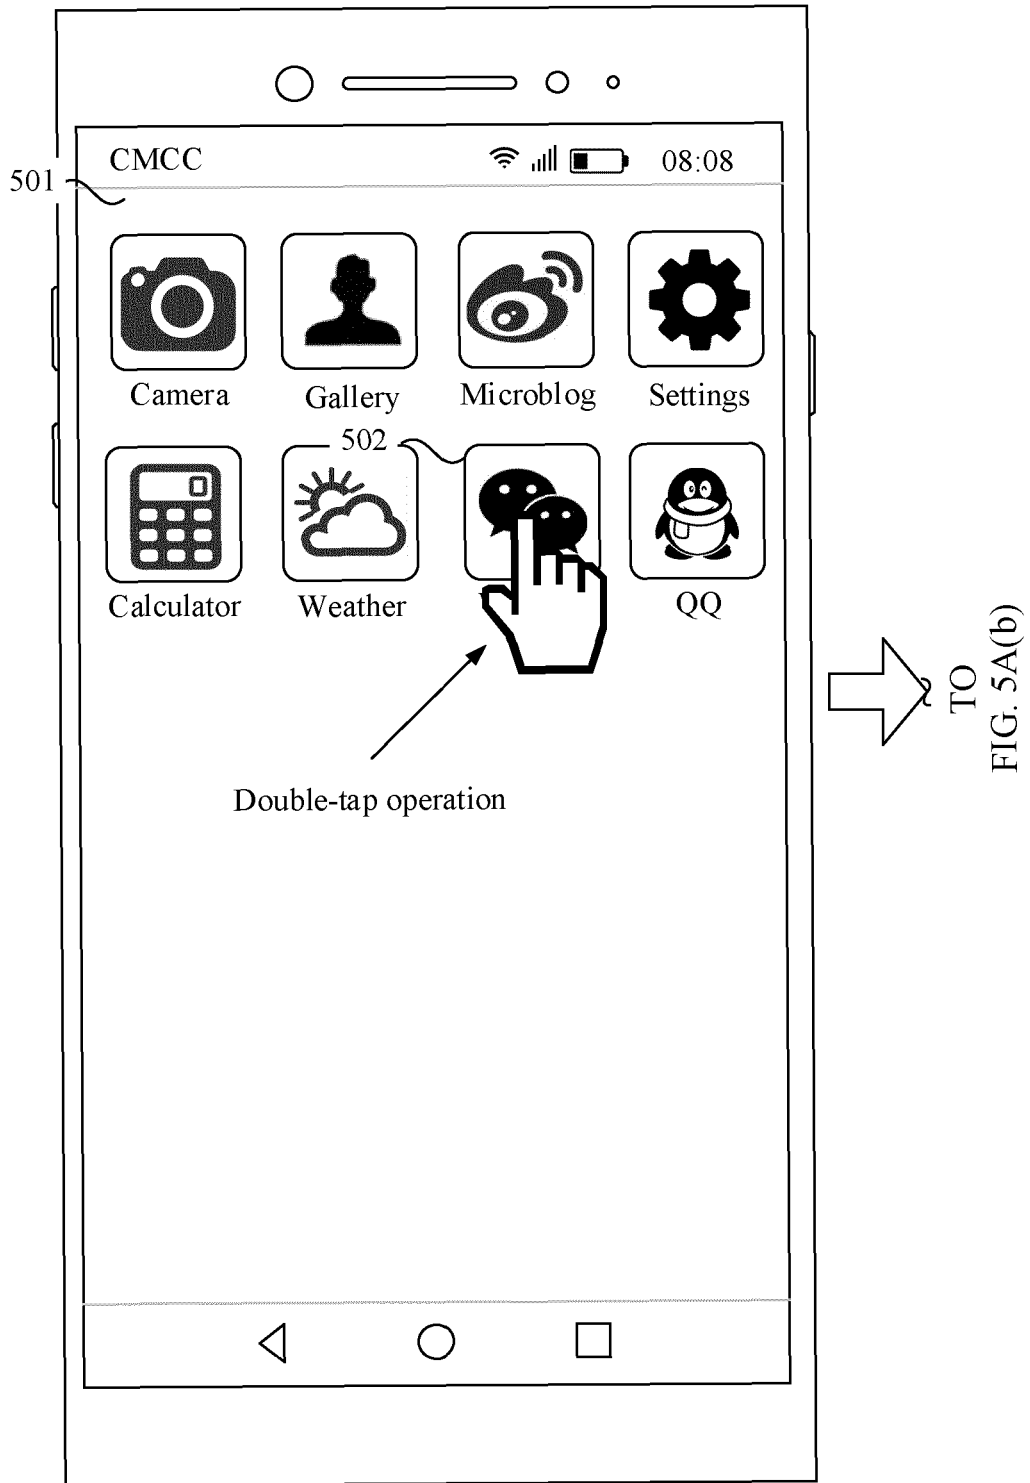 CMCC 08:08
501
Camera Gallery Microblog Settings
502
Calculator Weather QQ
Double-tap operation
TO
FIG. 5A(b)